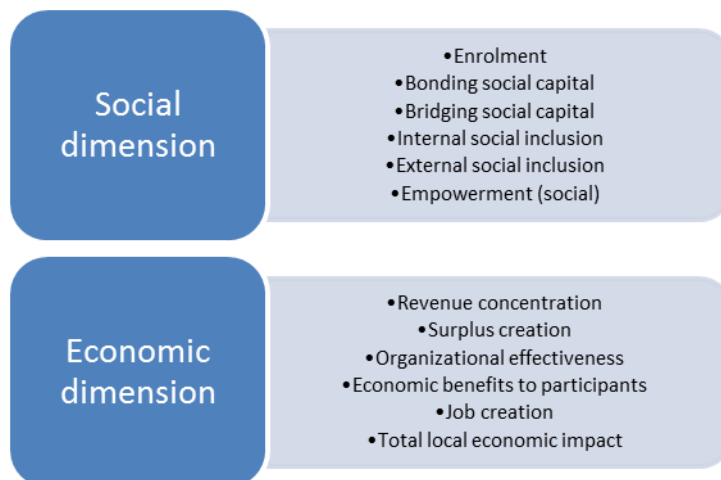 Social
dimension
•Enrolment
•Bonding social capital
•Bridging social capital
•Internal social inclusion
•External social inclusion
•Empowerment (social)
Economic
dimension
•Revenue concentration
•Surplus creation
•Organizational effectiveness
•Economic benefits to participants
•Job creation
•Total local economic impact